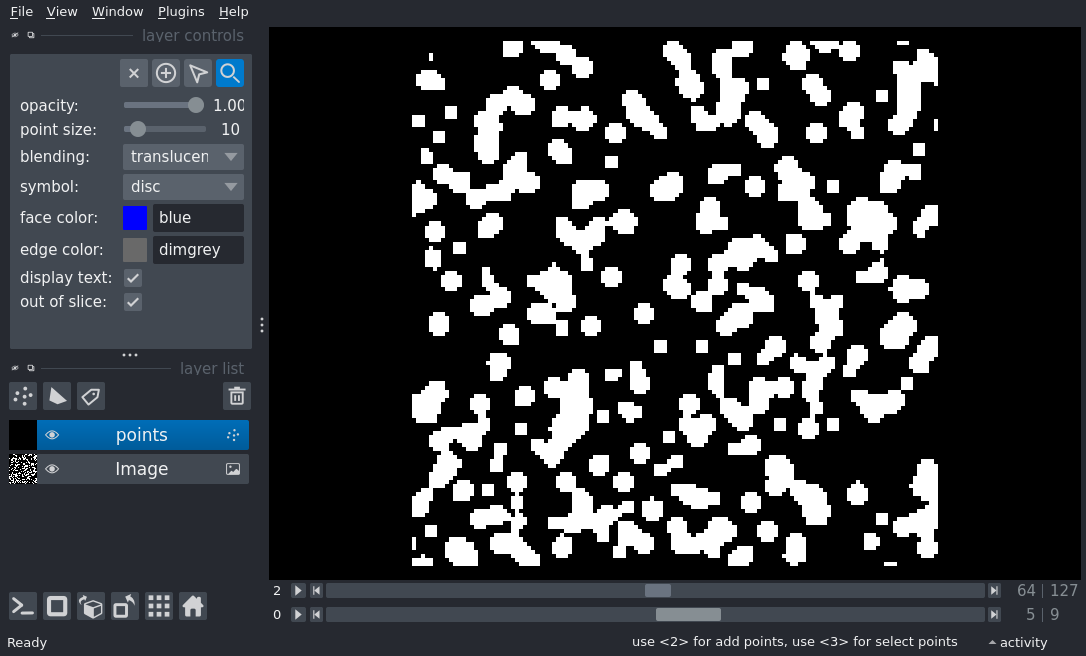 File View Window Plugins Help
layer controls
opacity: 1.00
point size: 10
blending: translucen
symbol: disc
face color: blue
edge color: dimgrey
display text:
out of slice:
layer list
points
Image
2 64 | 127
0 5 | 9
Ready use <2> for add points, use <3> for select points activity